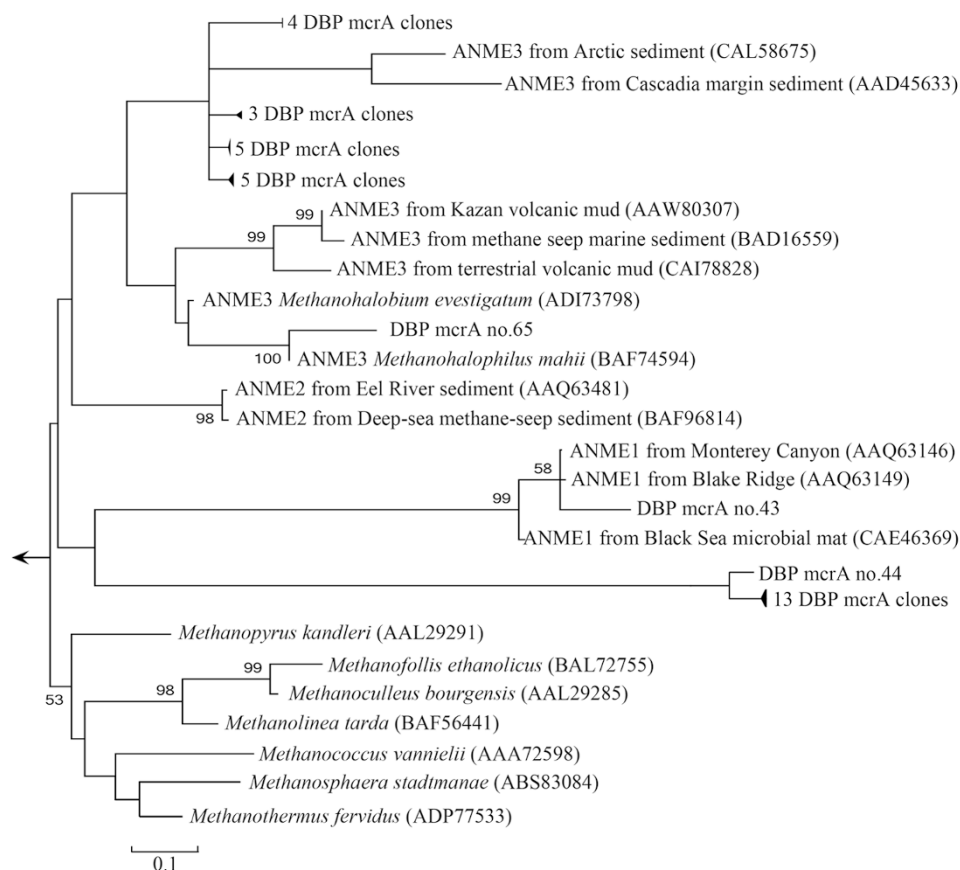 4 DBP mcrA clones
ANME3 from Arctic sediment (CAL58675)
ANME3 from Cascadia margin sediment (AAD45633)
3 DBP mcrA clones
5 DBP mcrA clones
5 DBP mcrA clones
99 ANME3 from Kazan volcanic mud (AAW80307)
99 ANME3 from methane seep marine sediment (BAD16559)
ANME3 from terrestrial volcanic mud (CAI78828)
ANME3 Methanohalobium evestigatum (ADI73798)
DBP mcrA no.65
100 ANME3 Methanohalophilus mahii (BAF74594)
ANME2 from Eel River sediment (AAQ63481)
98 ANME2 from Deep-sea methane-seep sediment (BAF96814)
ANME1 from Monterey Canyon (AAQ63146)
58 ANME1 from Blake Ridge (AAQ63149)
99 DBP mcrA no.43
ANME1 from Black Sea microbial mat (CAE46369)
DBP mcrA no.44
13 DBP mcrA clones
Methanopyrus kandleri (AAL29291)
99 Methanofollis ethanolicus (BAL72755)
53 98 Methanoculleus bourgensis (AAL29285)
Methanolinea tarda (BAF56441)
Methanococcus vannielii (AAA72598)
Methanosphaera stadtmanae (ABS83084)
Methanothermus fervidus (ADP77533)
0.1